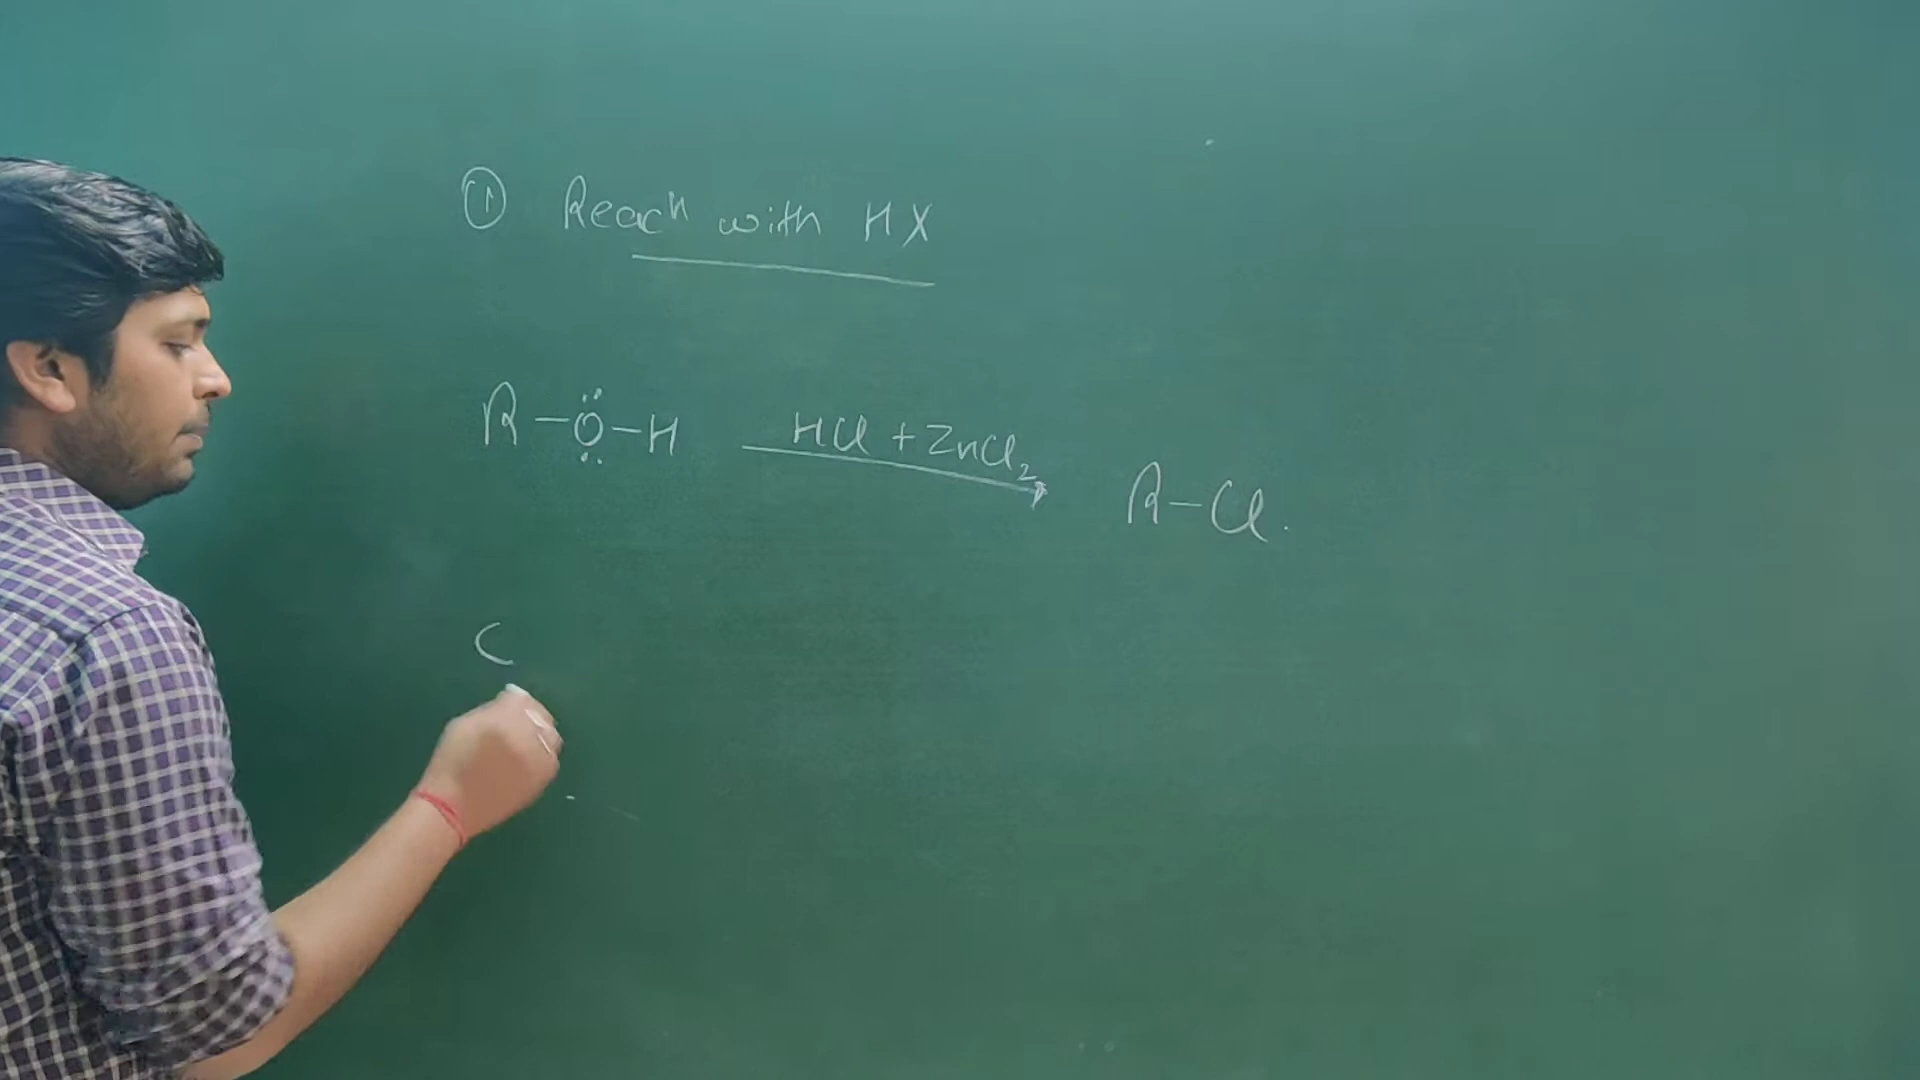 ① Reacn with HX
R-Ö̤-H HCl + ZnCl₂ → R-Cl.
C